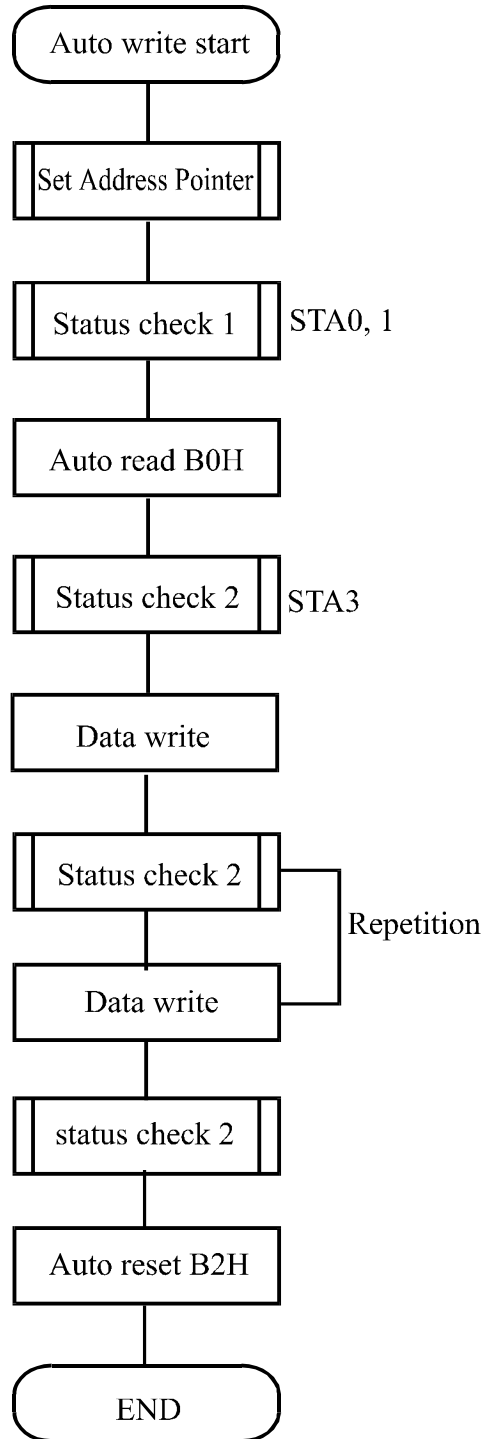 Auto write start
Set Address Pointer
Status check 1
STA0, 1
Auto read B0H
Status check 2
STA3
Data write
Status check 2
Repetition
Data write
status check 2
Auto reset B2H
END